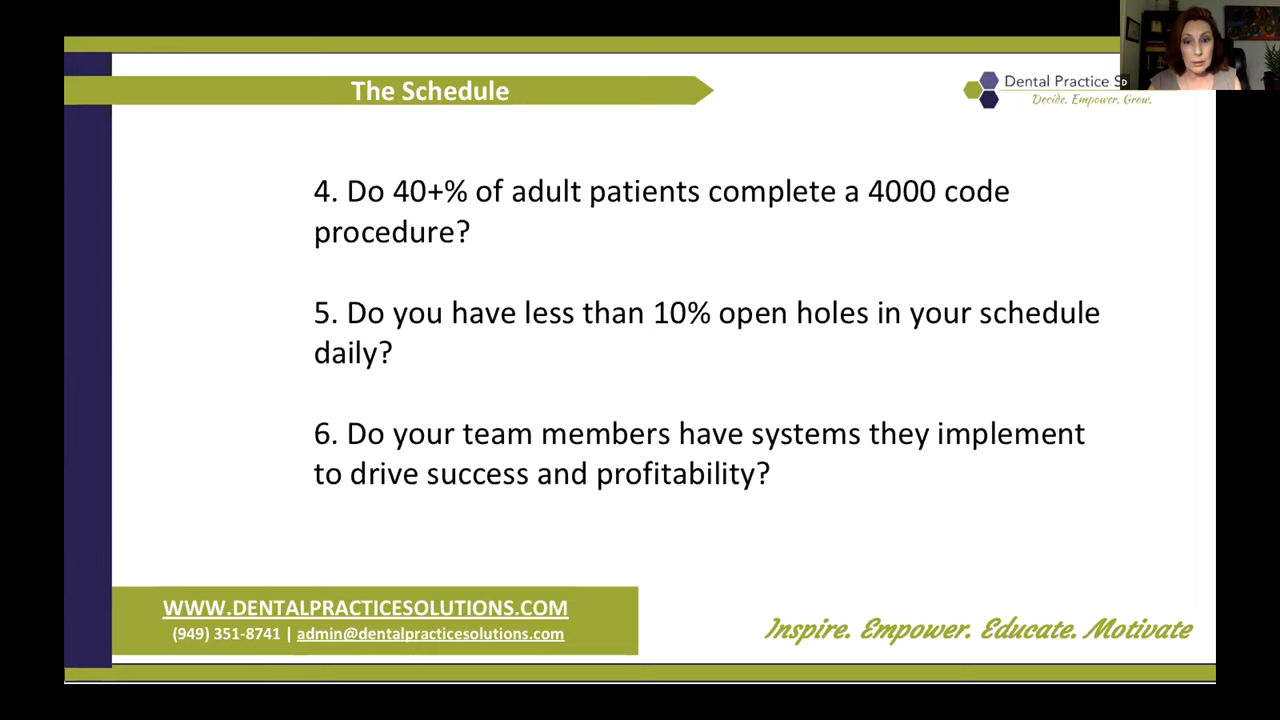 The Schedule
Dental Practice S
Decide. Empower. Grow.
4. Do 40+% of adult patients complete a 4000 code
procedure?
5. Do you have less than 10% open holes in your schedule
daily?
6. Do your team members have systems they implement
to drive success and profitability?
WWW.DENTALPRACTICESOLUTIONS.COM
(949) 351-8741 | admin@dentalpracticesolutions.com
Inspire. Empower. Educate. Motivate